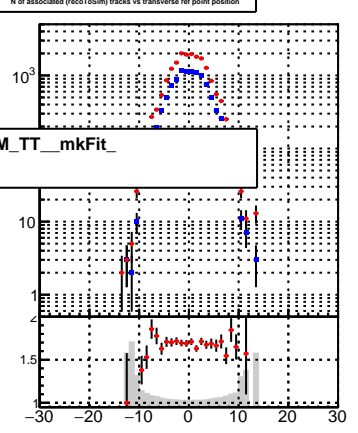 N of associated (recoToSim) tracks vs transverse ref point position
10³
M_TT__mkFit_
10
1
2
1.5
1
−30 −20 −10 0 10 20 30